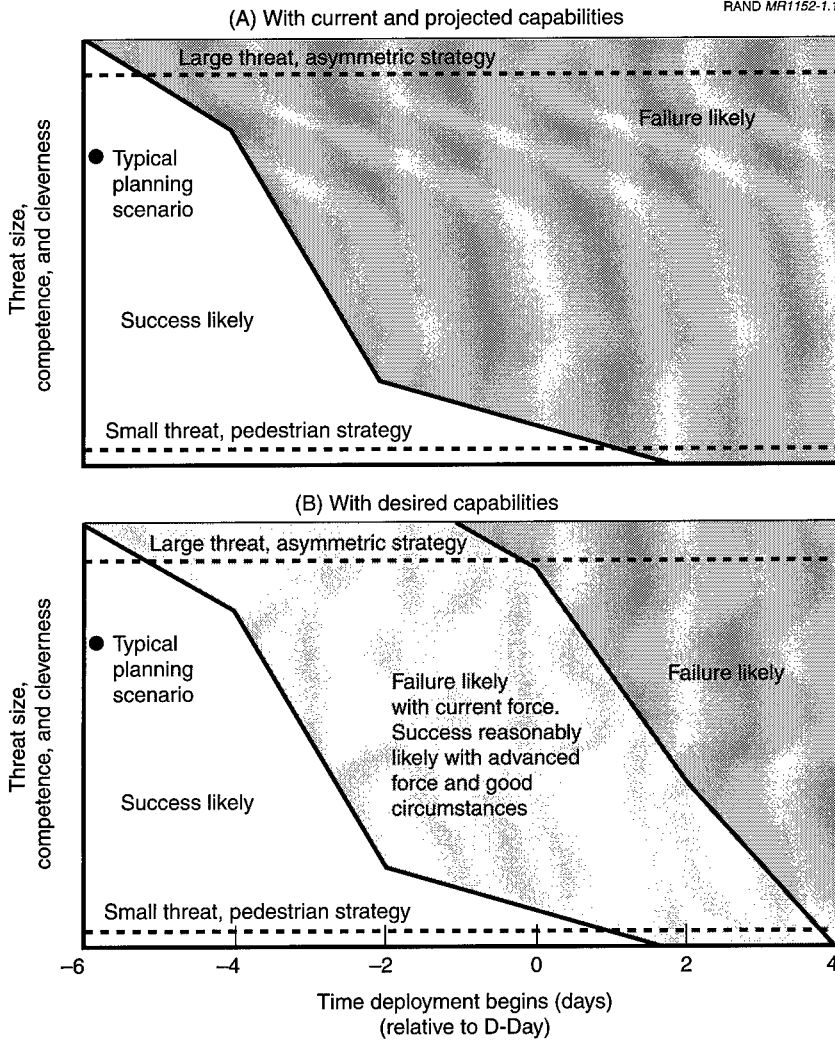 RAND MR1152-1.1
(A) With current and projected capabilities
Large threat, asymmetric strategy
Failure likely
Typical
planning
scenario
Threat size,
competence, and cleverness
Success likely
Small threat, pedestrian strategy
(B) With desired capabilities
Large threat, asymmetric strategy
Typical
planning
scenario
Failure likely
Failure likely
with current force.
Success reasonably
likely with advanced
force and good
circumstances
Threat size,
competence, and cleverness
Success likely
Small threat, pedestrian strategy
–6 –4 –2 0 2 4
Time deployment begins (days)
(relative to D-Day)